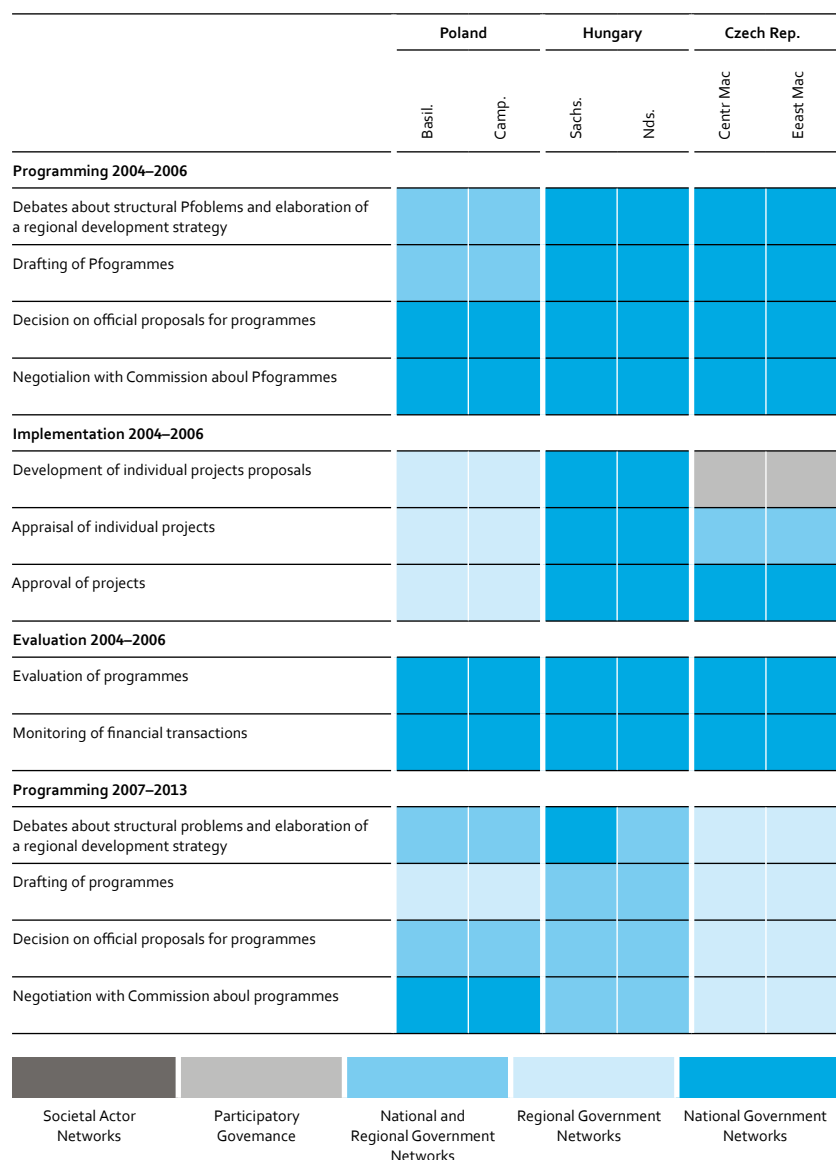 Poland Hungary Czech Rep.
Basil. Camp. Sachs. Nds. Centr Mac Eeast Mac
Programming 2004–2006
Debates about structural Pfoblems and elaboration of
a regional development strategy
Drafting of Pfogrammes
Decision on official proposals for programmes
Negotialion with Commission aboul Pfogrammes
Implementation 2004–2006
Development of individual projects proposals
Appraisal of individual projects
Approval of projects
Evaluation 2004–2006
Evaluation of programmes
Monitoring of financial transactions
Programming 2007–2013
Debates about structural problems and elaboration of
a regional development strategy
Drafting of programmes
Decision on official proposals for programmes
Negotiation with Commission aboul programmes
Societal Actor
Networks
Participatory
Governance
National and
Regional Government
Networks
Regional Government
Networks
National Government
Networks